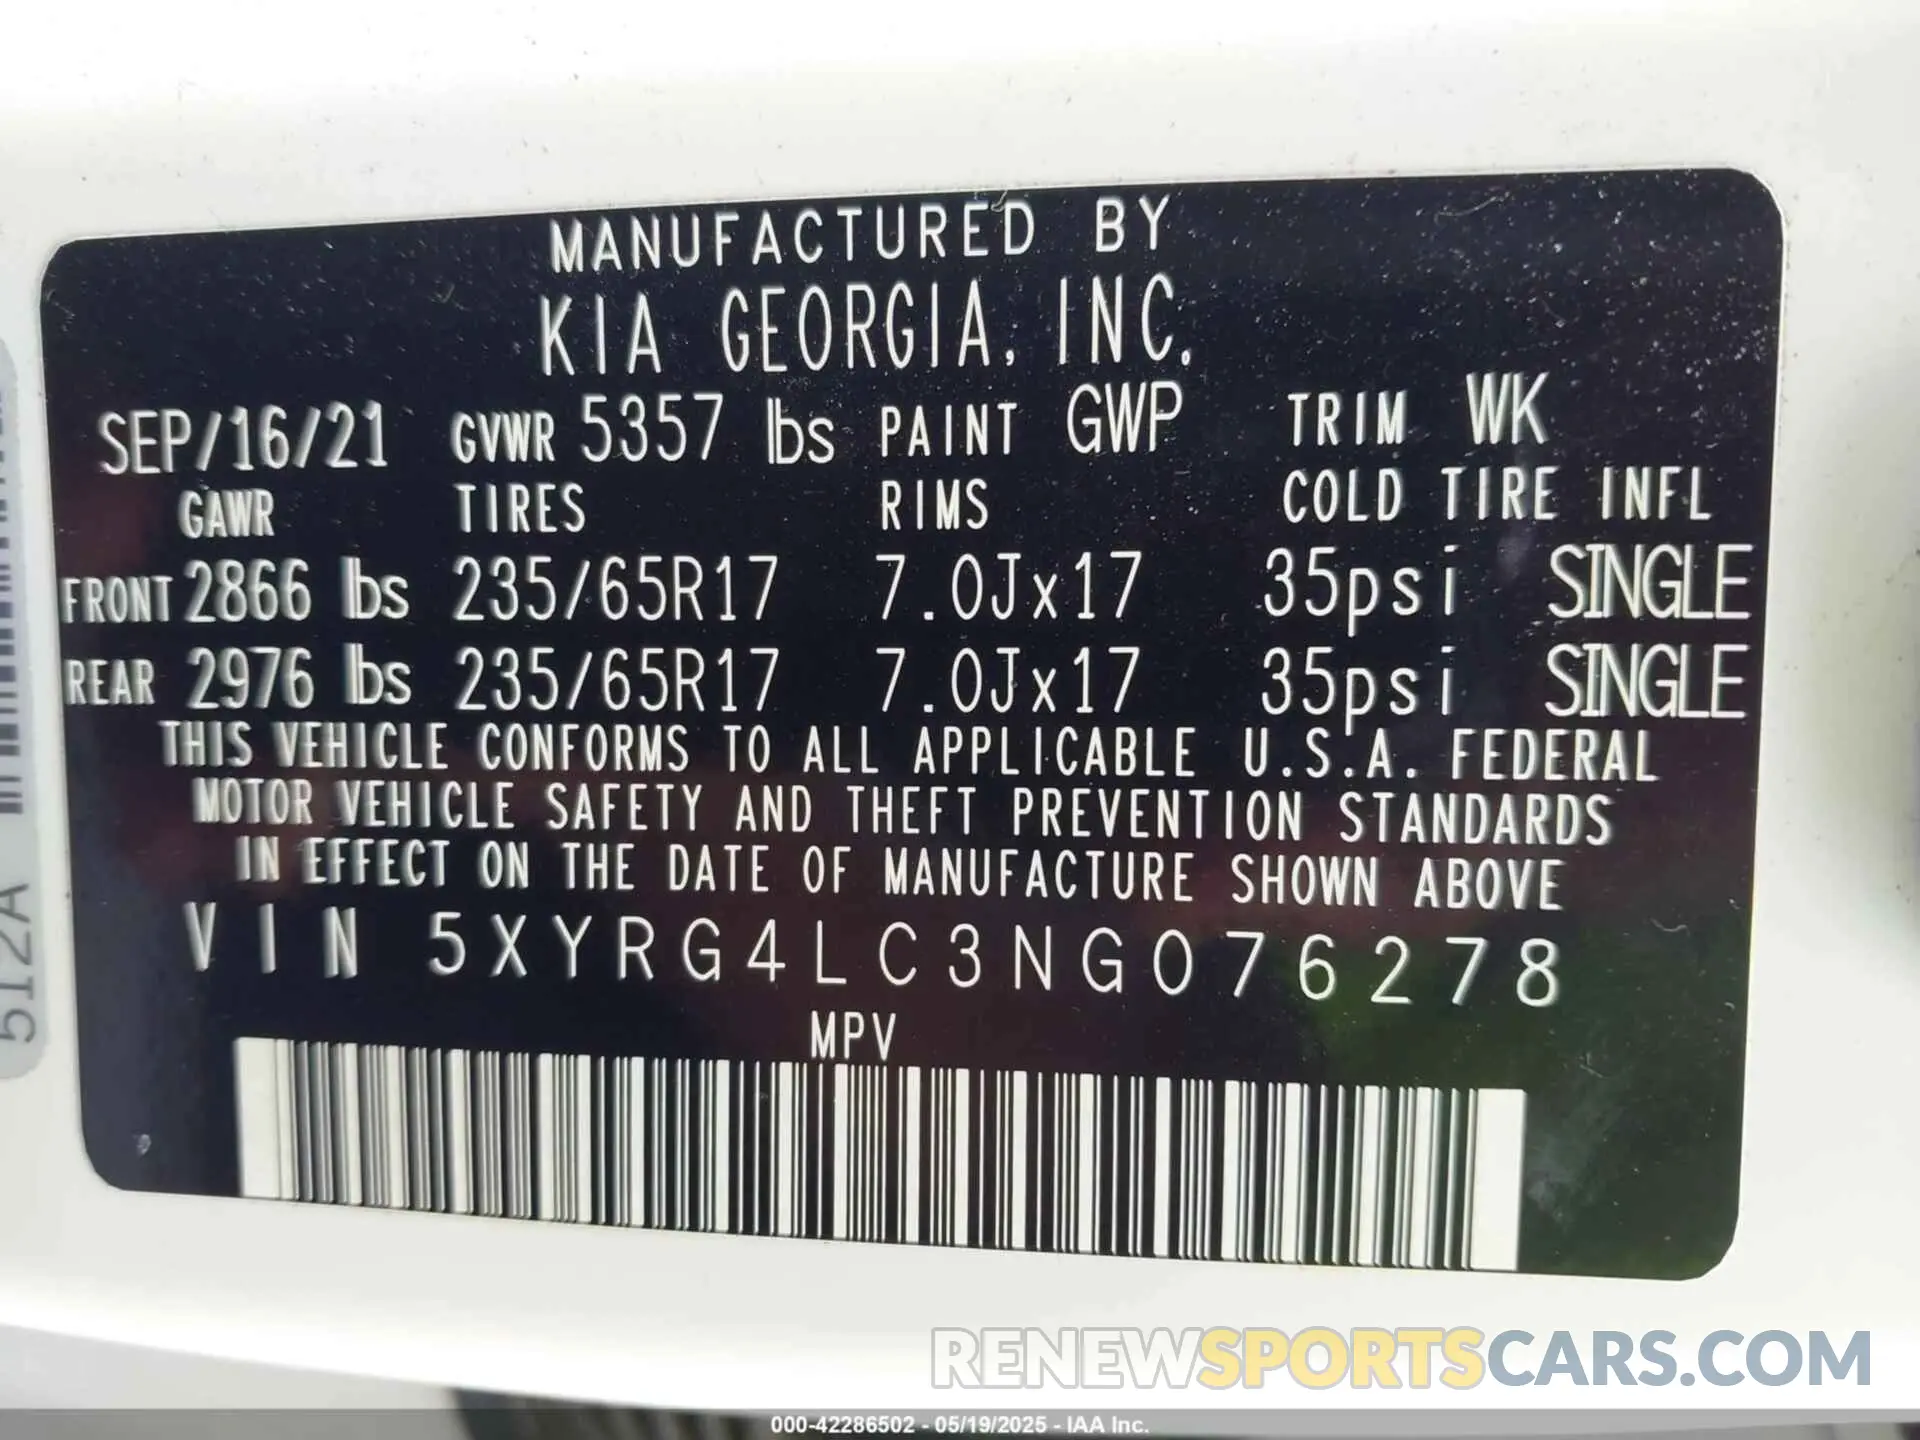 MANUFACTURED BY
KIA GEORGIA, INC.
SEP/16/21 GVWR 5357 lbs PAINT GWP TRIM WK
GAWR TIRES RIMS COLD TIRE INFL
FRONT 2866 lbs 235/65R17 7.0Jx17 35psi SINGLE
REAR 2976 lbs 235/65R17 7.0Jx17 35psi SINGLE
THIS VEHICLE CONFORMS TO ALL APPLICABLE U.S.A. FEDERAL
MOTOR VEHICLE SAFETY AND THEFT PREVENTION STANDARDS
IN EFFECT ON THE DATE OF MANUFACTURE SHOWN ABOVE
VIN 5XYRG4LC3NG076278
MPV
512A
RENEWSPORTSCARS.COM
000-42286502 - 05/19/2025 - IAA Inc.